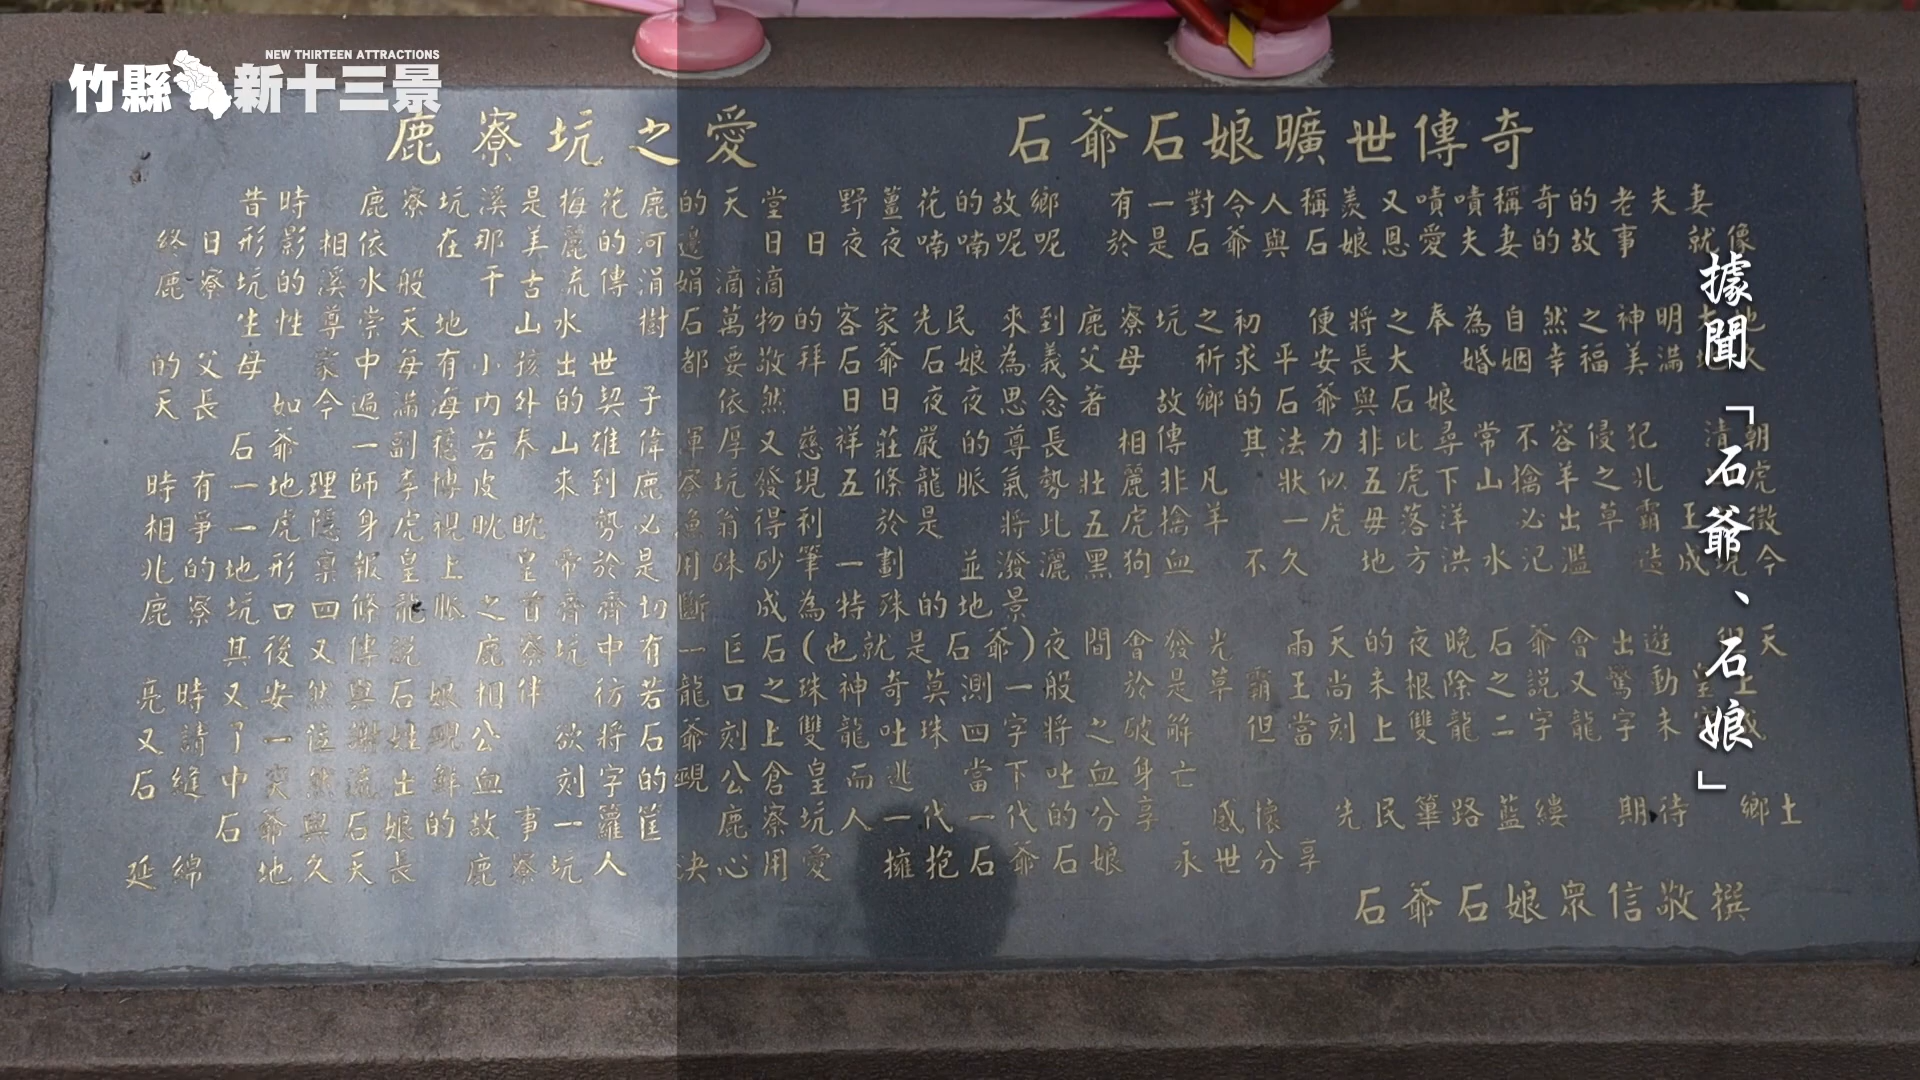 NEW THIRTEEN ATTRACTIONS
竹縣 新十三景
鹿寮坑之愛 石爺石娘曠世傳奇
昔時 鹿寮坑溪是梅花鹿的天堂 野薑花的故鄉 有一對令人稱羨又嘖嘖稱奇的老夫妻
終日形影相依 在那美麗的河邊 日日夜夜喃喃呢呢 於是石爺與石娘恩愛夫妻的故事 就像
鹿寮坑的溪水般 千古流傳涓娟滴滴
生性尊崇天地 山水 樹石萬物的客家先民 來到鹿寮坑之初 便將之奉為自然之神明 地
的父母 家中每有小孩出世 都要敬拜石爺石娘為義父母 祈求平安長大 婚姻幸福美滿 地久
天長 如今遍滿海內外的契子 依然 日日夜夜思念著 故鄉的石爺與石娘
石爺 一副穩若泰山雄偉渾厚又慈祥莊嚴的尊長 相傳 其法力非比尋常不容侵犯 清朝
時有一地理師李博皮 來到鹿寮坑發現五條龍脈氣勢壯麗非凡 狀似五虎下山擒羊之兆 虎
相爭一虎隱身虎視眈眈 勢必漁翁得利 於是 將此五虎擒羊 一虎毋落洋 必出草霸王 徵
兆的地形稟報皇上 皇帝於是用硃砂筆一劃 並潑灑黑狗血 不久 地方洪水氾濫 造成現今
鹿寮坑口四條龍脈之首齊齊切斷 成為特殊的地景
其後又傳說 鹿寮坑中有一巨石(也就是石爺)夜間會發光 雨天的夜晚石爺會出遊 天
亮時又安然與石娘相伴 彷若龍口之珠神奇莫測一般 於是草霸王尚未根除之說又驚動皇上
又請了一位謝姓覡公 欲將石爺刻上雙龍吐珠四字將之破解 但當刻上雙龍二字龍字未完成
石縫中突然流出鮮血 刻字的覡公倉皇而逃 當下吐血身亡
石爺與石娘的故事一籮筐 鹿寮坑人一代一代的分享 感懷 先民篳路藍縷 期待 鄉土
延綿 地久天長 鹿寮坑人 決心用愛 擁抱石爺石娘 永世分享
石爺石娘眾信敬撰
據聞「石爺、石娘」